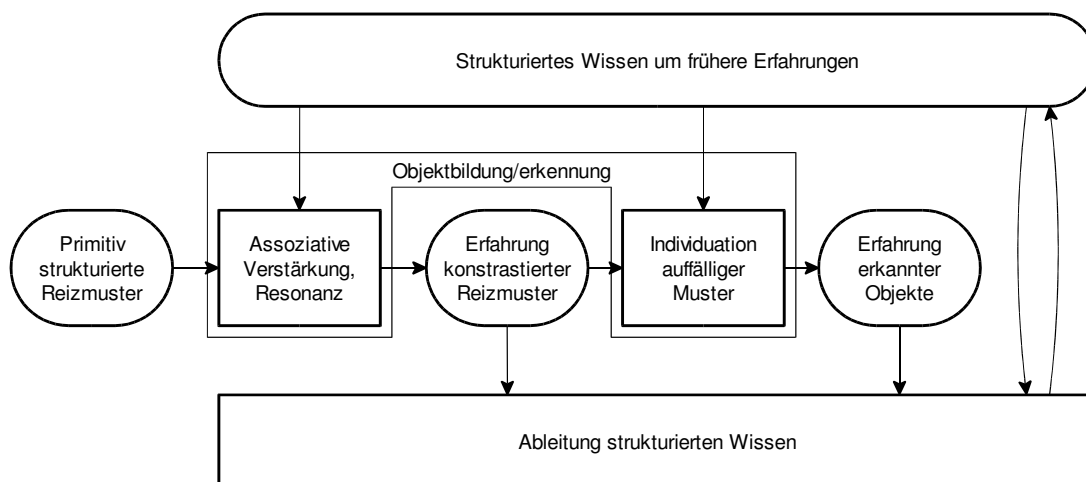 Strukturiertes Wissen um frühere Erfahrungen
Objektbildung/erkennung
Primitiv
strukturierte
Reizmuster
Assoziative
Verstärkung,
Resonanz
Erfahrung
konstrastierter
Reizmuster
Individuation
auffälliger
Muster
Erfahrung
erkannter
Objekte
Ableitung strukturierten Wissen